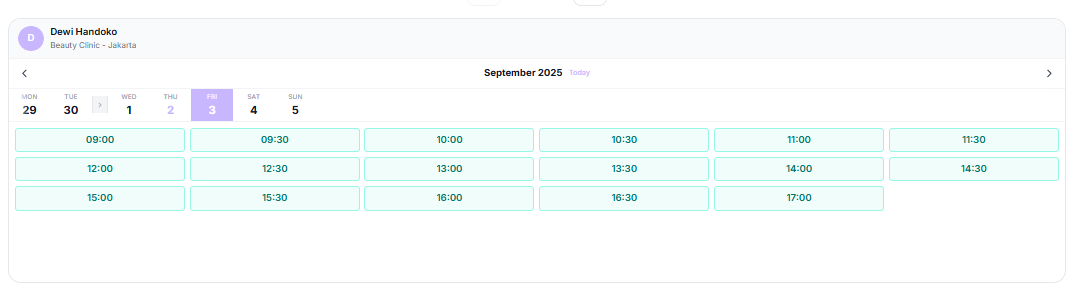 D
Dewi Handoko
Beauty Clinic - Jakarta
September 2025 Today
MON TUE WED THU FRI SAT SUN
29 30 1 2 3 4 5
09:00 09:30 10:00 10:30 11:00 11:30
12:00 12:30 13:00 13:30 14:00 14:30
15:00 15:30 16:00 16:30 17:00